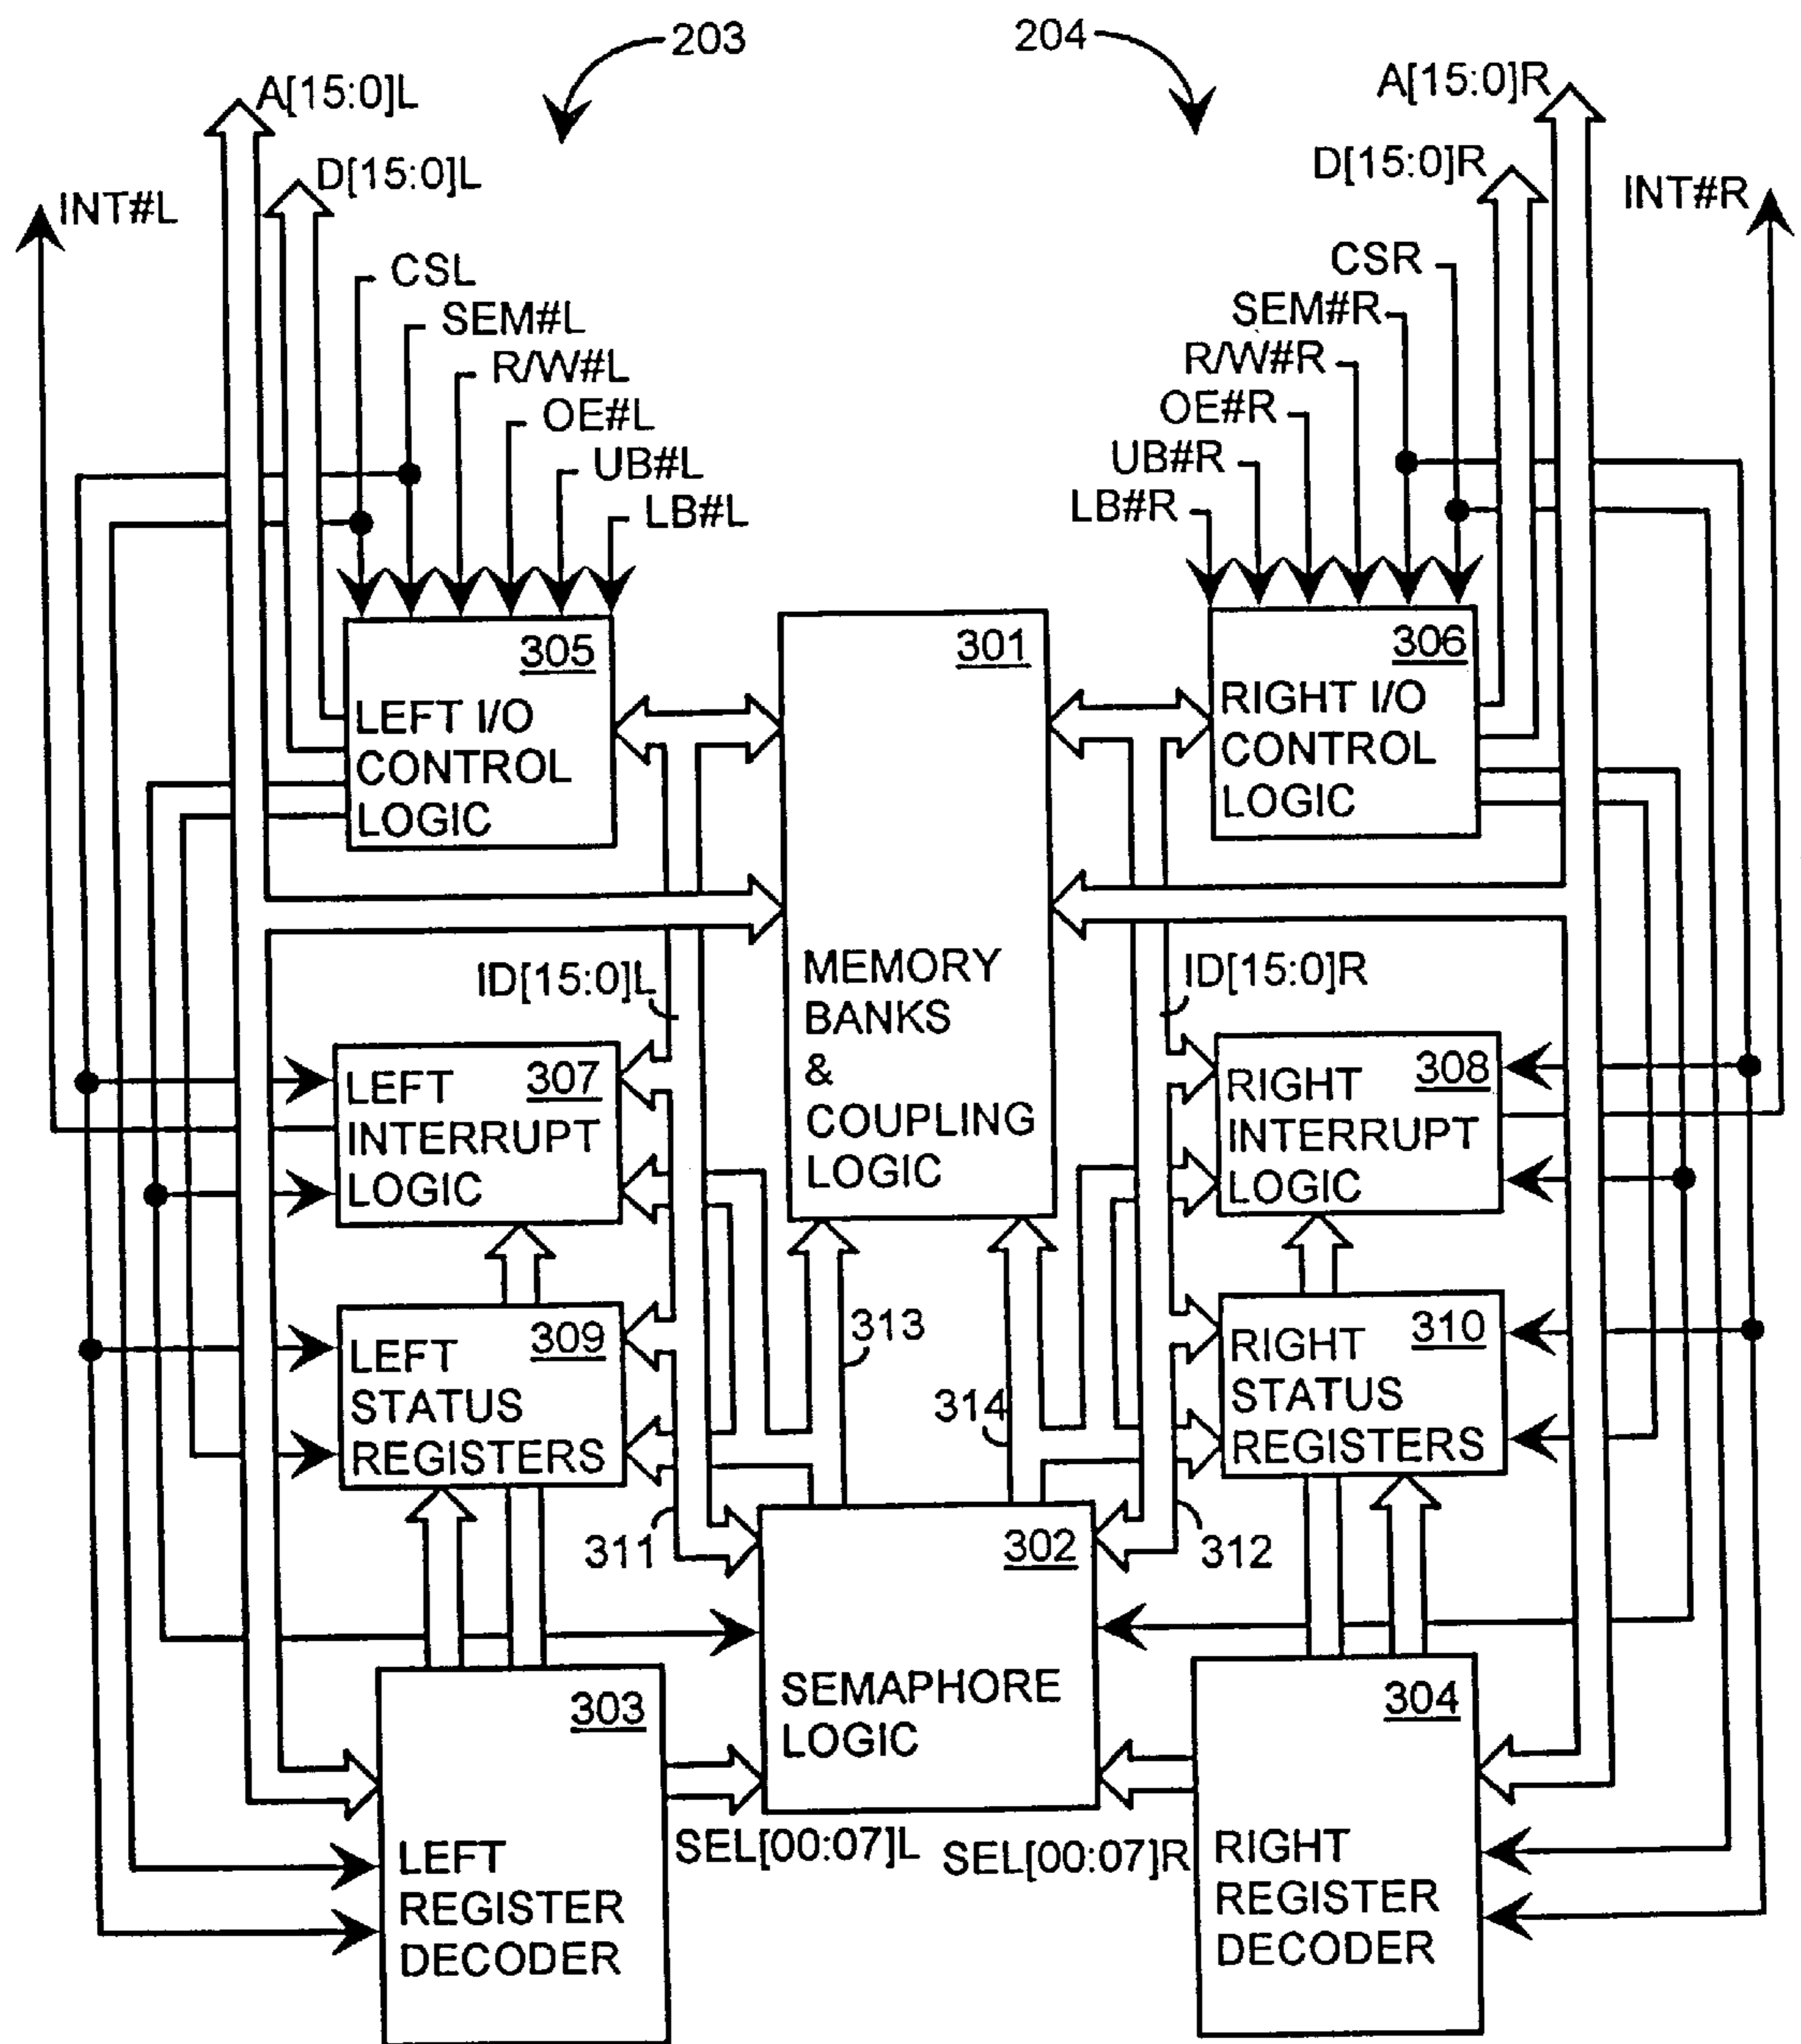 203
204
A[15:0]L
A[15:0]R
D[15:0]L
D[15:0]R
INT#L
INT#R
CSL
CSR
SEM#L
SEM#R
R/W#L
R/W#R
OE#L
OE#R
UB#L
UB#R
LB#L
LB#R
305
LEFT I/O
CONTROL
LOGIC
301
MEMORY
BANKS
&
COUPLING
LOGIC
306
RIGHT I/O
CONTROL
LOGIC
ID[15:0]L
ID[15:0]R
307
LEFT
INTERRUPT
LOGIC
308
RIGHT
INTERRUPT
LOGIC
309
LEFT
STATUS
REGISTERS
313
314
310
RIGHT
STATUS
REGISTERS
311
302
SEMAPHORE
LOGIC
312
303
LEFT
REGISTER
DECODER
SEL[00:07]L
SEL[00:07]R
304
RIGHT
REGISTER
DECODER